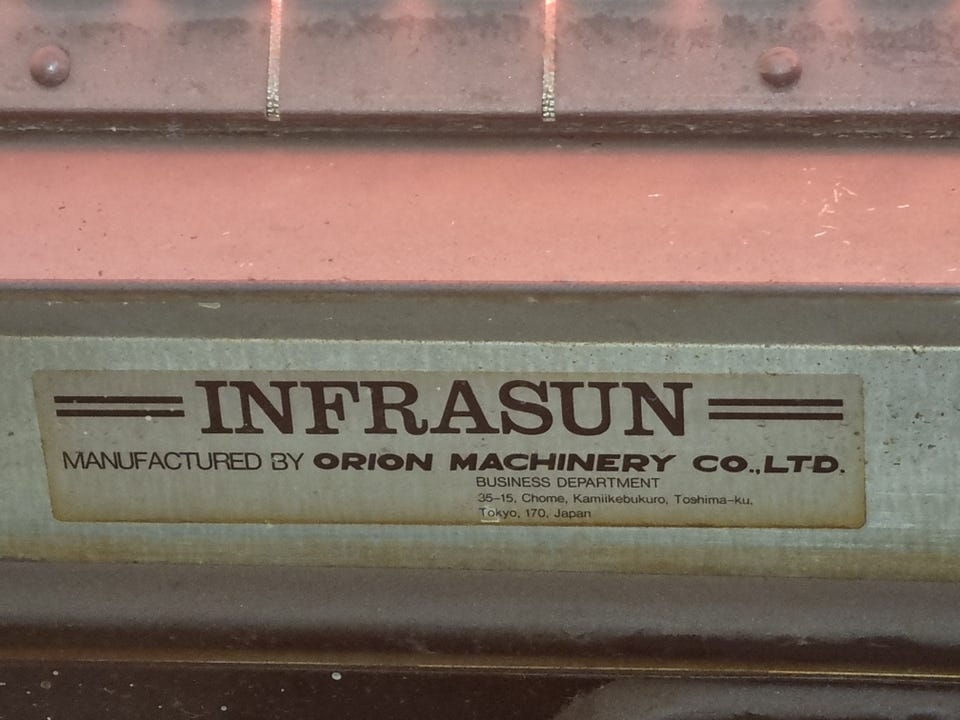 INFRASUN
MANUFACTURED BY ORION MACHINERY CO.,LTD.
BUSINESS DEPARTMENT
35-15, Chome, Kamiikebukuro, Toshima-ku,
Tokyo, 170, Japan